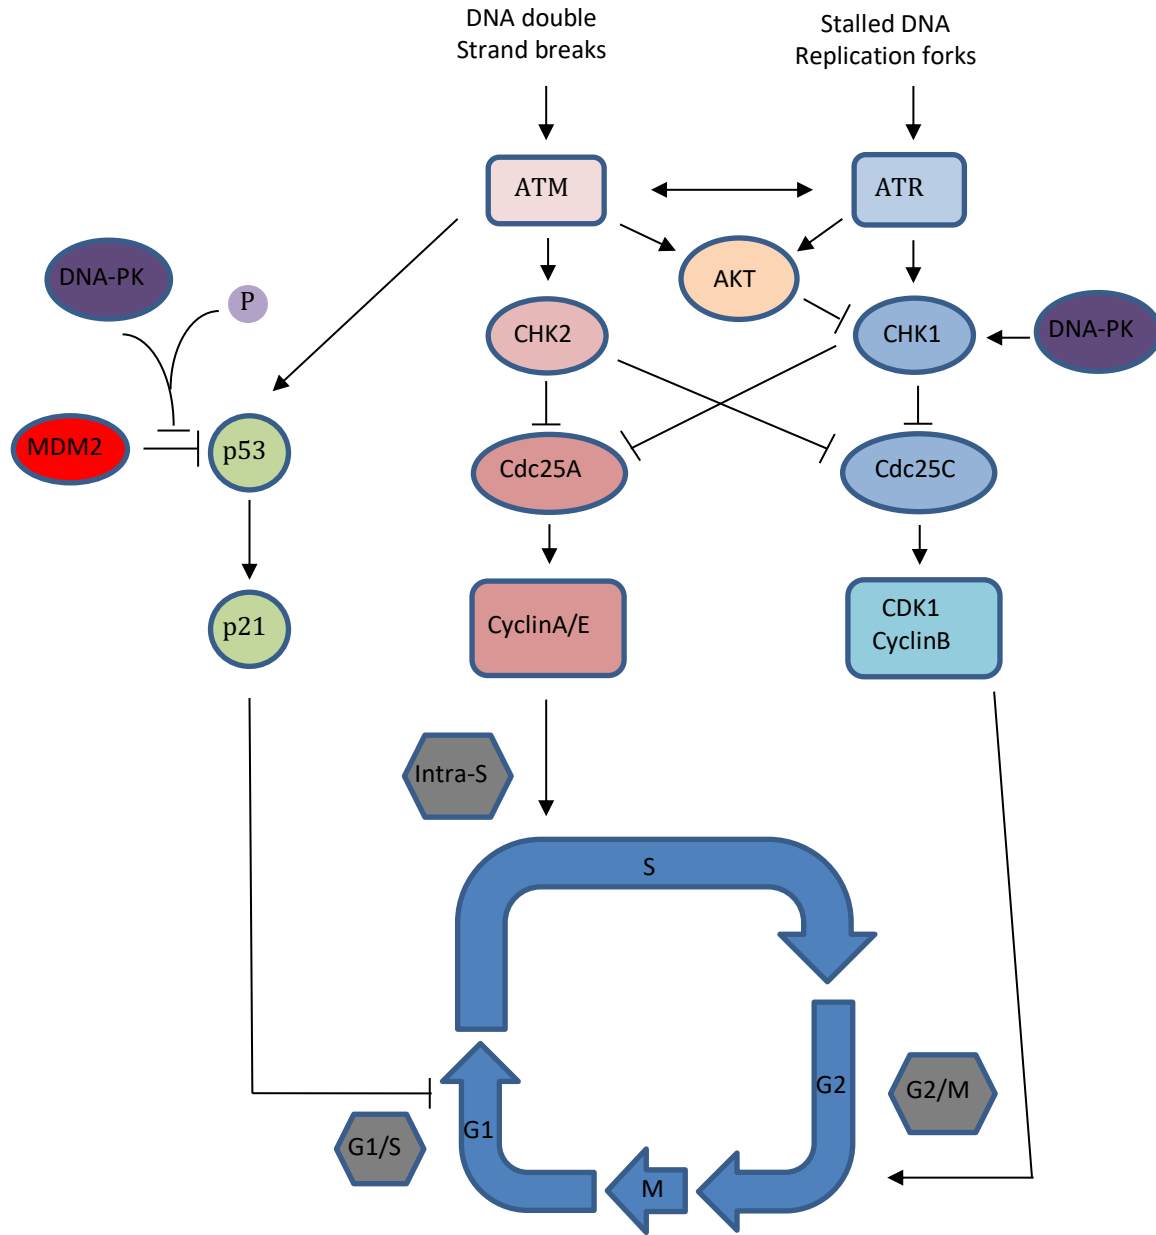 DNA double
Strand breaks
Stalled DNA
Replication forks
ATM
ATR
DNA-PK
P
AKT
CHK2
CHK1
DNA-PK
MDM2
p53
Cdc25A
Cdc25C
p21
CyclinA/E
CDK1
CyclinB
Intra-S
S
G2
G2/M
G1
G1/S
M